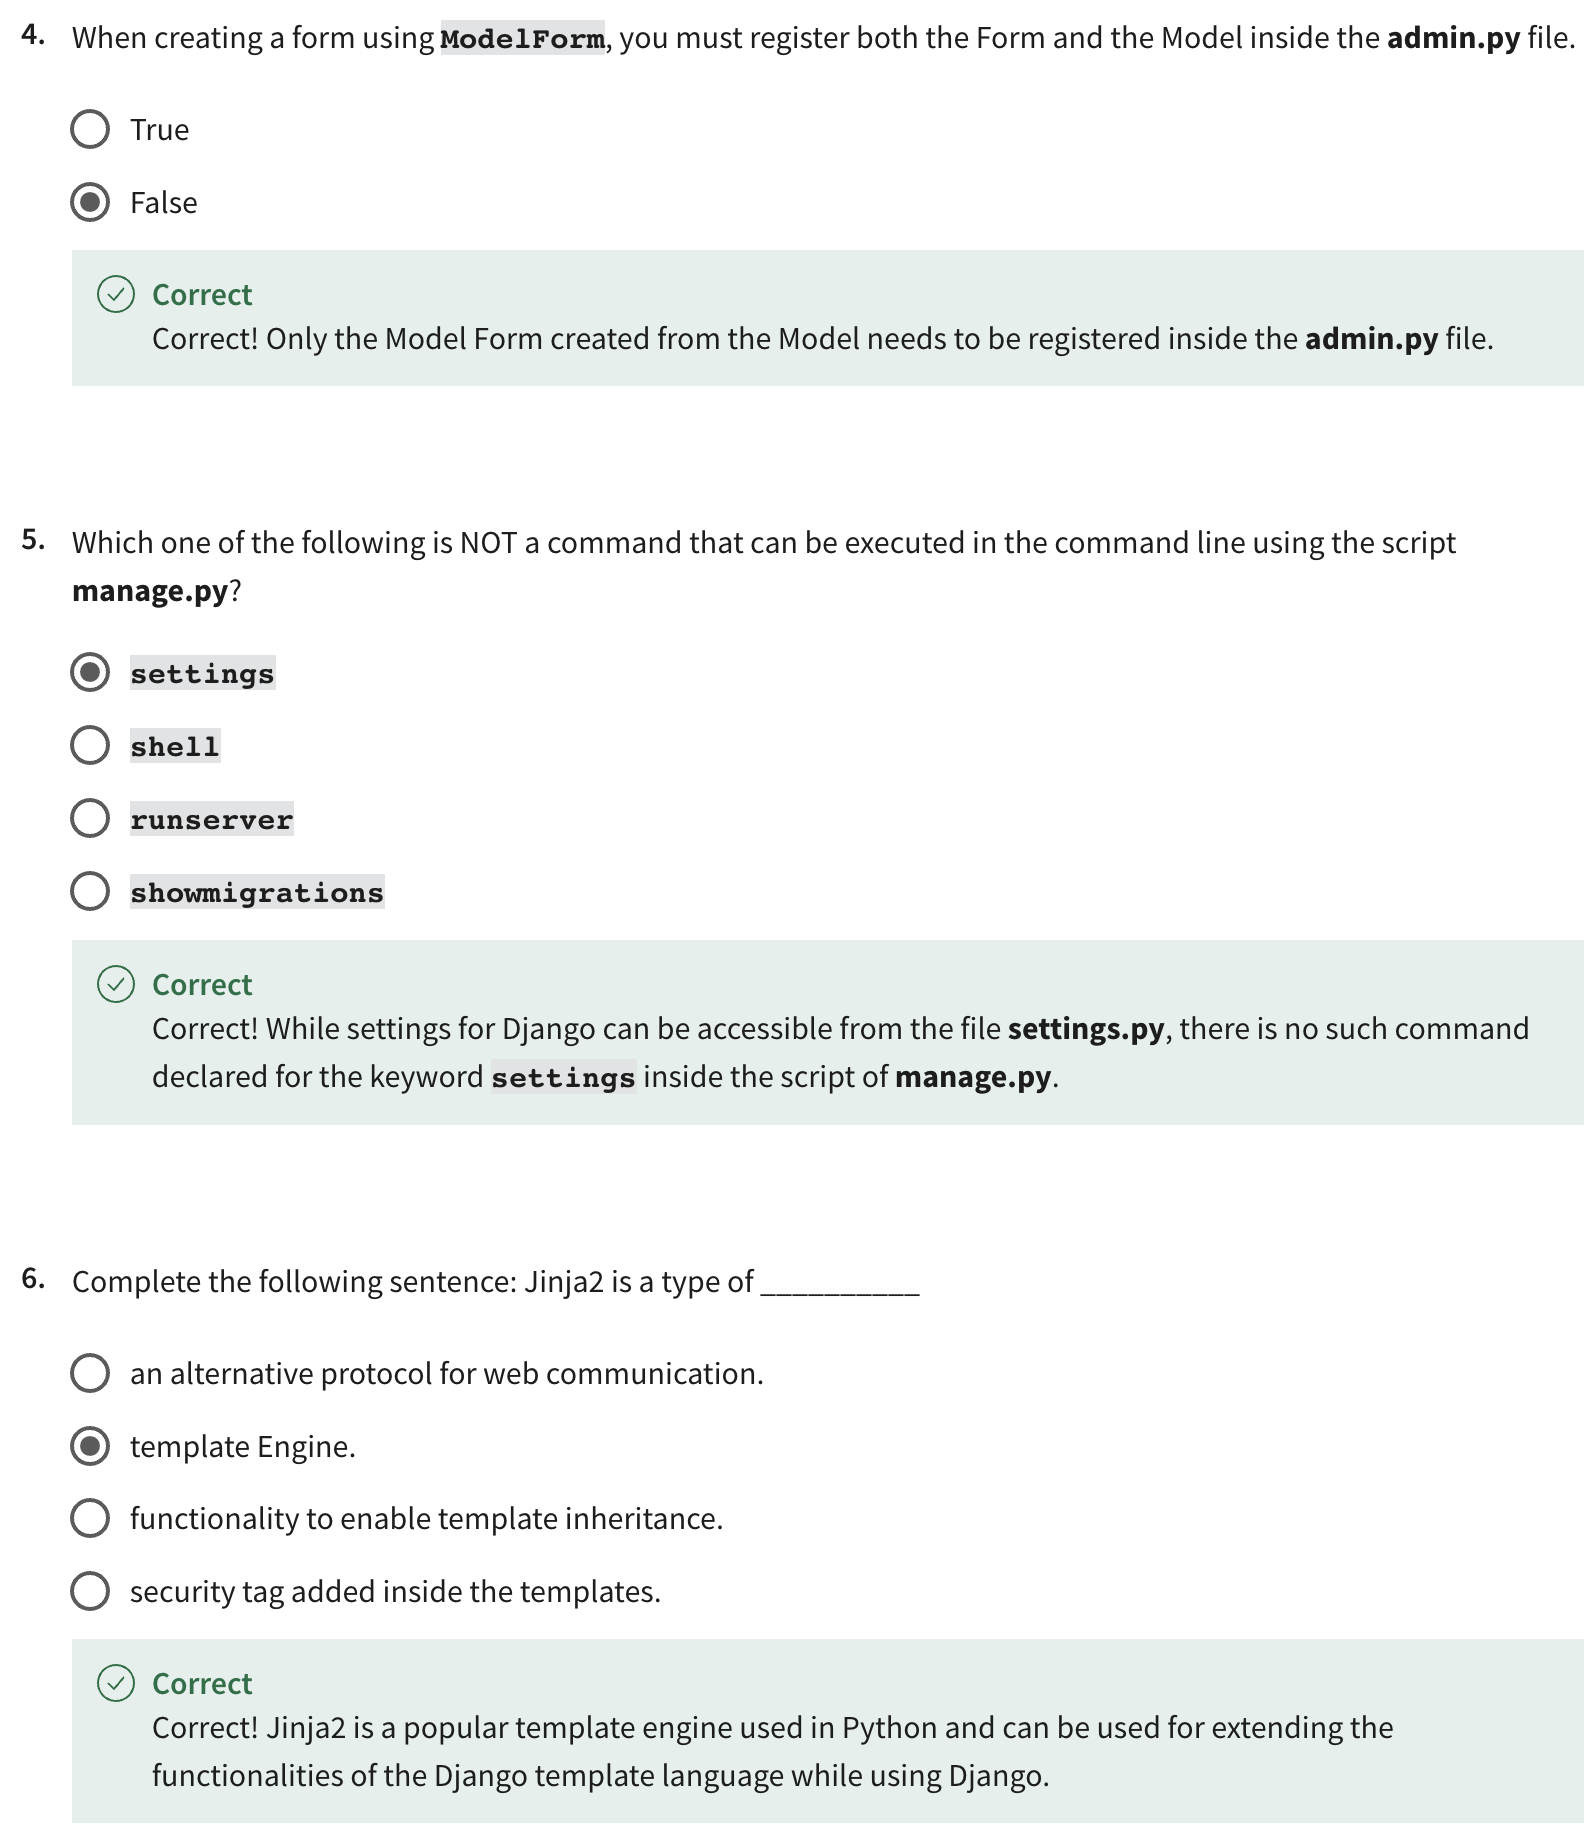 4. When creating a form using ModelForm, you must register both the Form and the Model inside the admin.py file.
True
False
Correct
Correct! Only the Model Form created from the Model needs to be registered inside the admin.py file.
5. Which one of the following is NOT a command that can be executed in the command line using the script
manage.py?
settings
shell
runserver
showmigrations
Correct
Correct! While settings for Django can be accessible from the file settings.py, there is no such command
declared for the keyword settings inside the script of manage.py.
6. Complete the following sentence: Jinja2 is a type of __________
an alternative protocol for web communication.
template Engine.
functionality to enable template inheritance.
security tag added inside the templates.
Correct
Correct! Jinja2 is a popular template engine used in Python and can be used for extending the
functionalities of the Django template language while using Django.